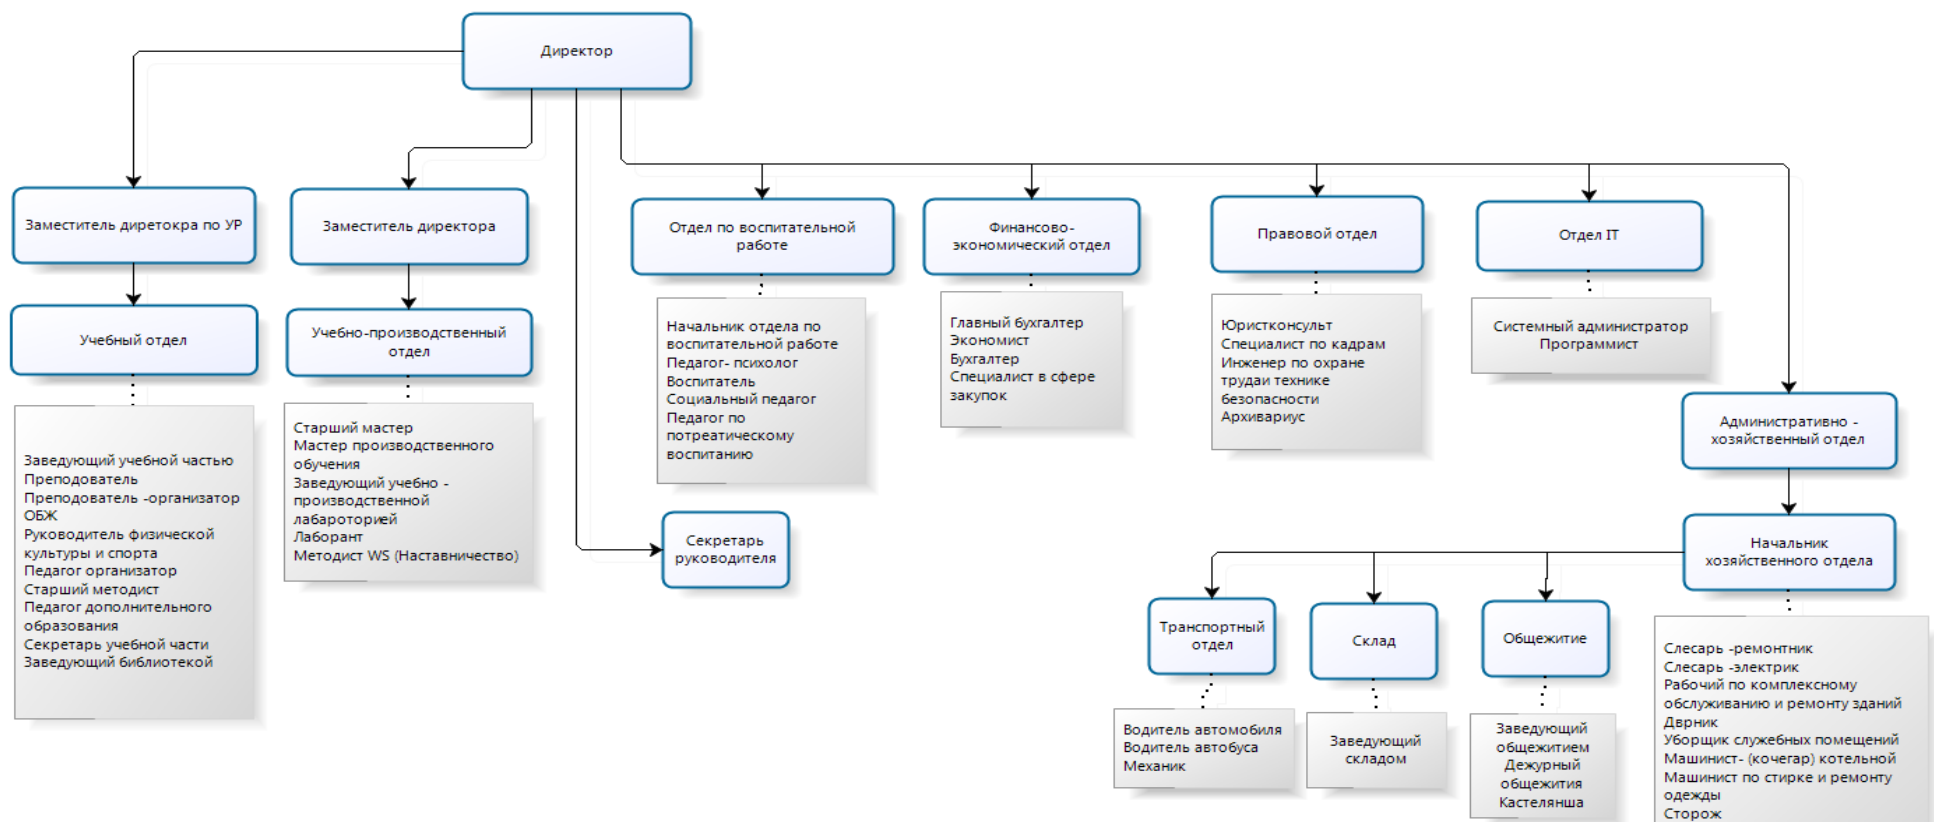 Директор
Заместитель диретокра по УР
Заместитель директора
Отдел по воспитательной
работе
Финансово-
экономический отдел
Правовой отдел
Отдел IT
Учебный отдел
Учебно-производственный
отдел
Начальник отдела по
воспитательной работе
Педагог- психолог
Воспитатель
Социальный педагог
Педагог по
потреатическому
воспитанию
Главный бухгалтер
Экономист
Бухгалтер
Специалист в сфере
закупок
Юристконсульт
Специалист по кадрам
Инженер по охране
трудаи технике
безопасности
Архивариус
Системный администратор
Программист
Заведующий учебной частью
Преподователь
Преподователь -организатор
ОБЖ
Руководитель физической
культуры и спорта
Педагог организатор
Старший методист
Педагог дополнительного
образования
Секретарь учебной части
Заведующий библиотекой
Старший мастер
Мастер производственного
обучения
Заведующий учебно -
производственной
лабароторией
Лаборант
Методист WS (Наставничество)
Административно -
хозяйственный отдел
Секретарь
руководителя
Начальник
хозяйственного отдела
Транспортный
отдел
Склад
Общежитие
Водитель автомобиля
Водитель автобуса
Механик
Заведующий
складом
Заведующий
общежитием
Дежурный
общежития
Кастелянша
Слесарь -ремонтник
Слесарь -электрик
Рабочий по комплексному
обслуживанию и ремонту зданий
Дврник
Уборщик служебных помещений
Машинист- (кочегар) котельной
Машинист по стирке и ремонту
одежды
Сторож